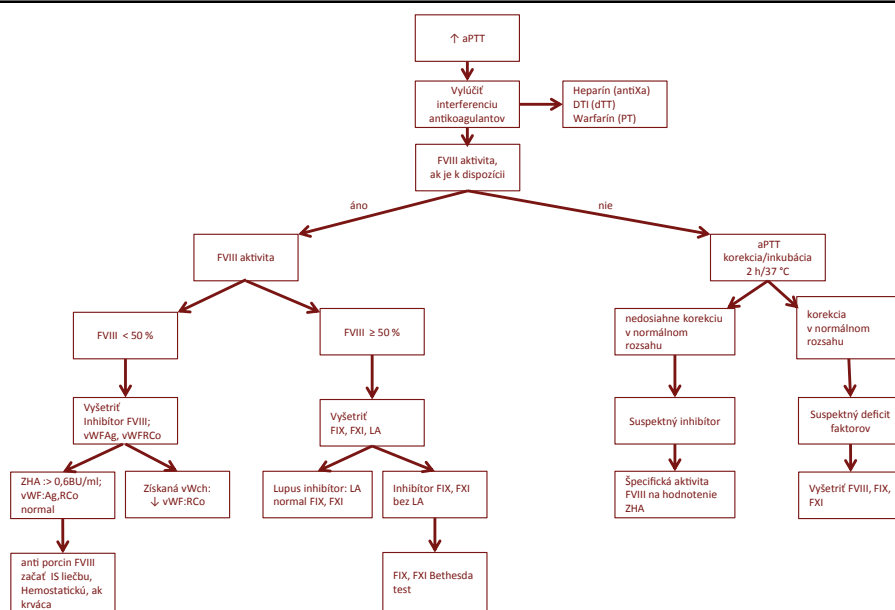 ↑ aPTT
Vylúčiť
interferenciu
antikoagulantov
Heparín (antiXa)
DTI (dTT)
Warfarín (PT)
FVIII aktivita,
ak je k dispozícii
áno
nie
FVIII aktivita
aPTT
korekcia/inkubácia
2 h/37 °C
FVIII < 50 %
FVIII ≥ 50 %
nedosiahne korekciu
v normálnom
rozsahu
korekcia
v normálnom
rozsahu
Vyšetriť
Inhibítor FVIII;
vWFAg, vWFRCo
Vyšetriť
FIX, FXI, LA
Suspektný inhibítor
Suspektný deficit
faktorov
ZHA :> 0,6BU/ml;
vWF:Ag,RCo
normal
Získaná vWch:
↓ vWF:RCo
Lupus inhibítor: LA
normal FIX, FXI
Inhibítor FIX, FXI
bez LA
Špecifická aktivita
FVIII na hodnotenie
ZHA
Vyšetriť FVIII, FIX,
FXI
anti porcin FVIII
začať IS liečbu,
Hemostatickú, ak
krváca
FIX, FXI Bethesda
test